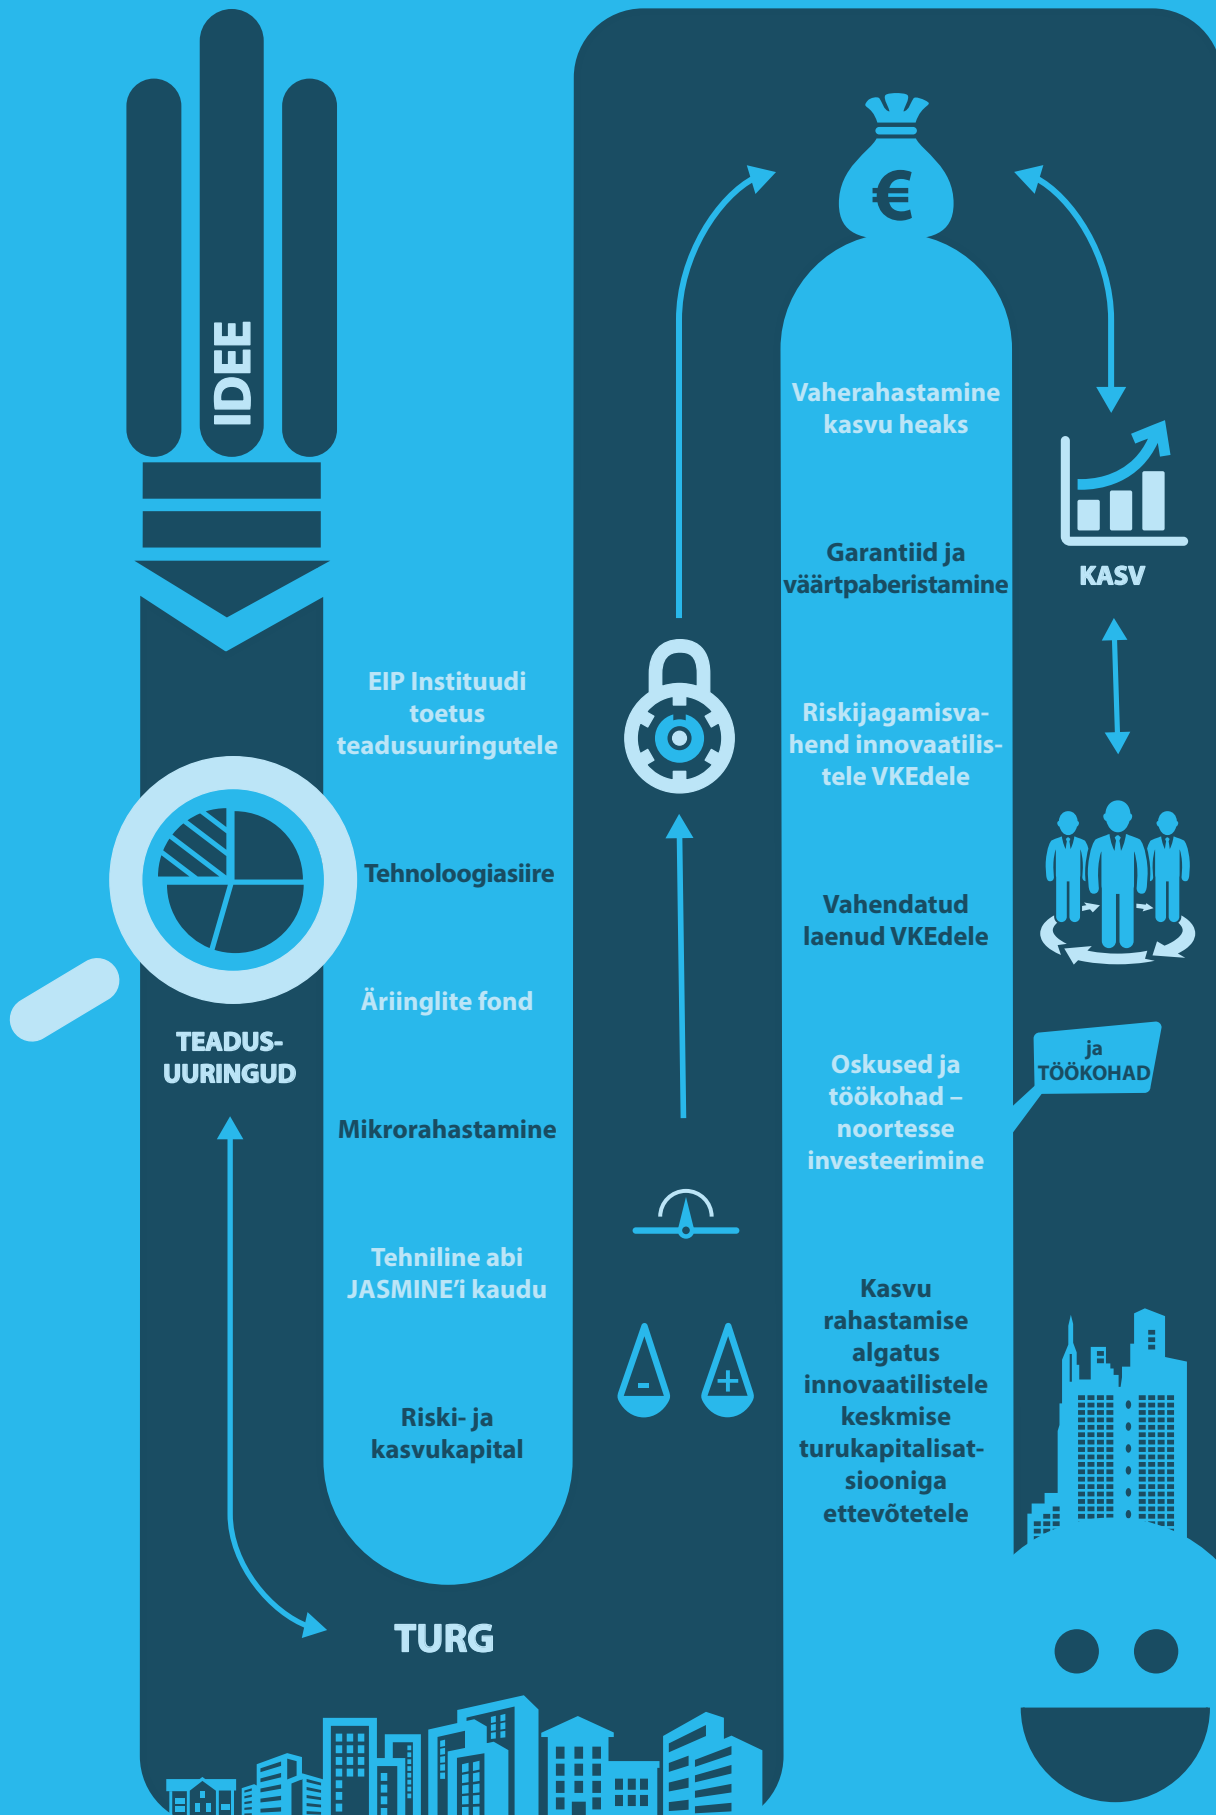 IDEE
EIP Instituudi
toetus
teadusuuringutele
Tehnoloogiasiire
Äriinglite fond
TEADUS-
UURINGUD
Mikrorahastamine
Tehniline abi
JASMINE’i kaudu
Riski- ja
kasvukapital
TURG
-
+
€
Vaherahastamine
kasvu heaks
Garantiid ja
väärtpaberistamine
Riskijagamisva-
hend innovaatilis-
tele VKEdele
Vahendatud
laenud VKEdele
Oskused ja
töökohad –
noortesse
investeerimine
Kasvu
rahastamise
algatus
innovaatilistele
keskmise
turukapitalisat-
siooniga
ettevõtetele
KASV
ja
TÖÖKOHAD